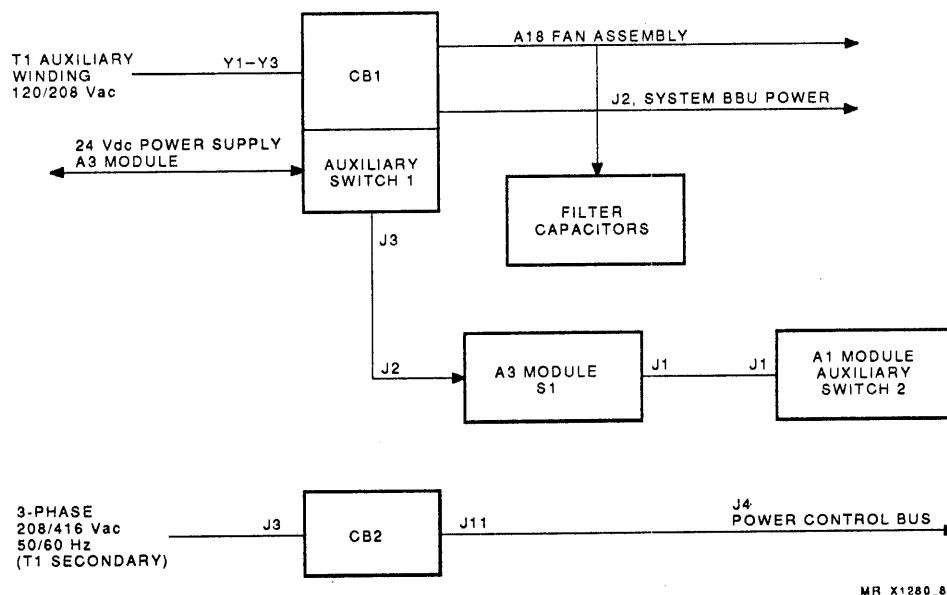 A18 FAN ASSEMBLY
T1 AUXILIARY
WINDING
120/208 Vac
Y1-Y3
CB1
J2, SYSTEM BBU POWER
24 Vdc POWER SUPPLY
A3 MODULE
AUXILIARY
SWITCH 1
FILTER
CAPACITORS
J3
J2
A3 MODULE
S1
J1
J1
A1 MODULE
AUXILIARY
SWITCH 2
3-PHASE
208/416 Vac
50/60 Hz
(T1 SECONDARY)
J3
CB2
J11
J4
POWER CONTROL BUS
MR X1280_8